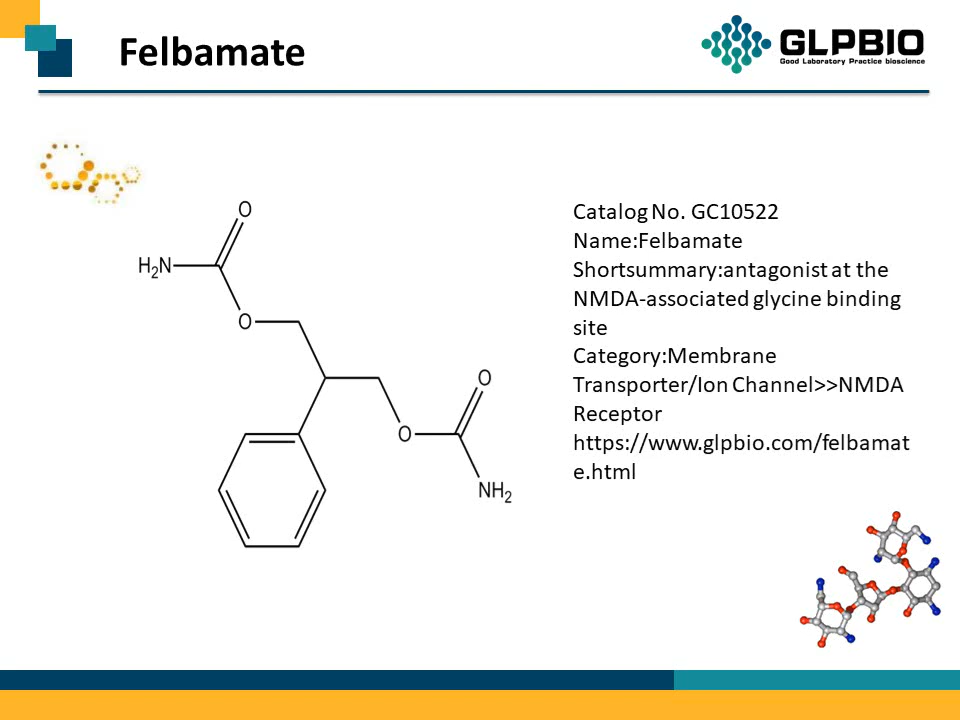 Felbamate
GLPBIO
Good Laboratory Practice bioscience
O
H2N
O
O
O
NH2
Catalog No. GC10522
Name:Felbamate
Shortsummary:antagonist at the
NMDA-associated glycine binding
site
Category:Membrane
Transporter/Ion Channel>>NMDA
Receptor
https://www.glpbio.com/felbamat
e.html